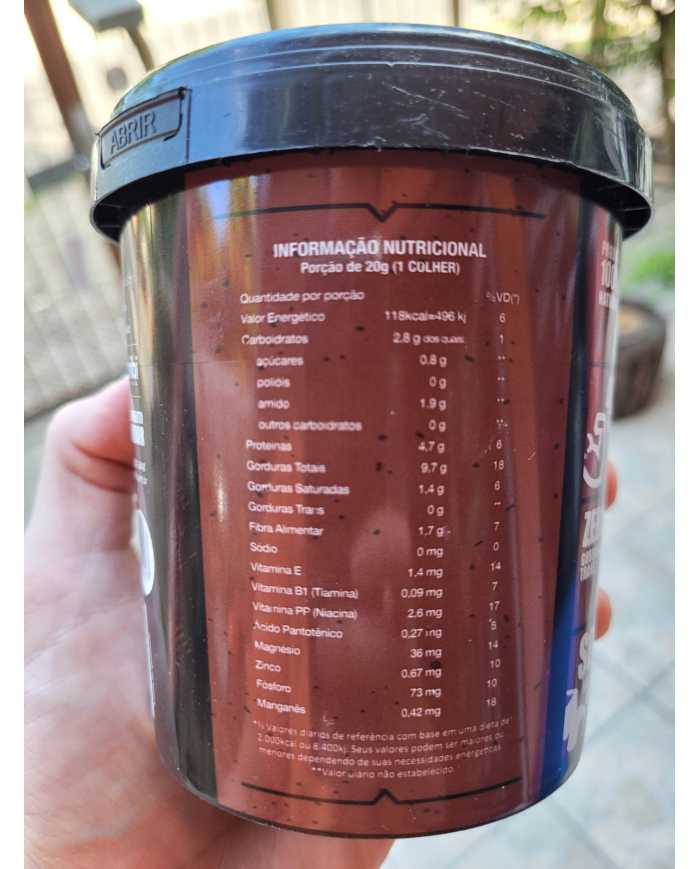 ABRIR
INFORMAÇÃO NUTRICIONAL
Porção de 20g (1 COLHER)
Quantidade por porção %VD(*)
Valor Energético 118kcal=496 kj 6
Carboidratos 2,8 g dos quais: 1
açúcares 0,8 g **
polióis 0 g **
amido 1,9 g **
outros carboidratos 0 g **
Proteínas 4,7 g 6
Gorduras Totais 9,7 g 18
Gorduras Saturadas 1,4 g 6
Gorduras Trans 0 g **
Fibra Alimentar 1,7 g 7
Sódio 0 mg 0
Vitamina E 1,4 mg 14
Vitamina B1 (Tiamina) 0,09 mg 7
Vitamina PP (Niacina) 2,6 mg 17
Ácido Pantotênico 0,27 mg 5
Magnésio 36 mg 14
Zinco 0,67 mg 10
Fósforo 73 mg 10
Manganês 0,42 mg 18
*% Valores diários de referência com base em uma dieta de
2.000kcal ou 8.400kj. Seus valores podem ser maiores ou
menores dependendo de suas necessidades energéticas
**Valor diário não estabelecido.